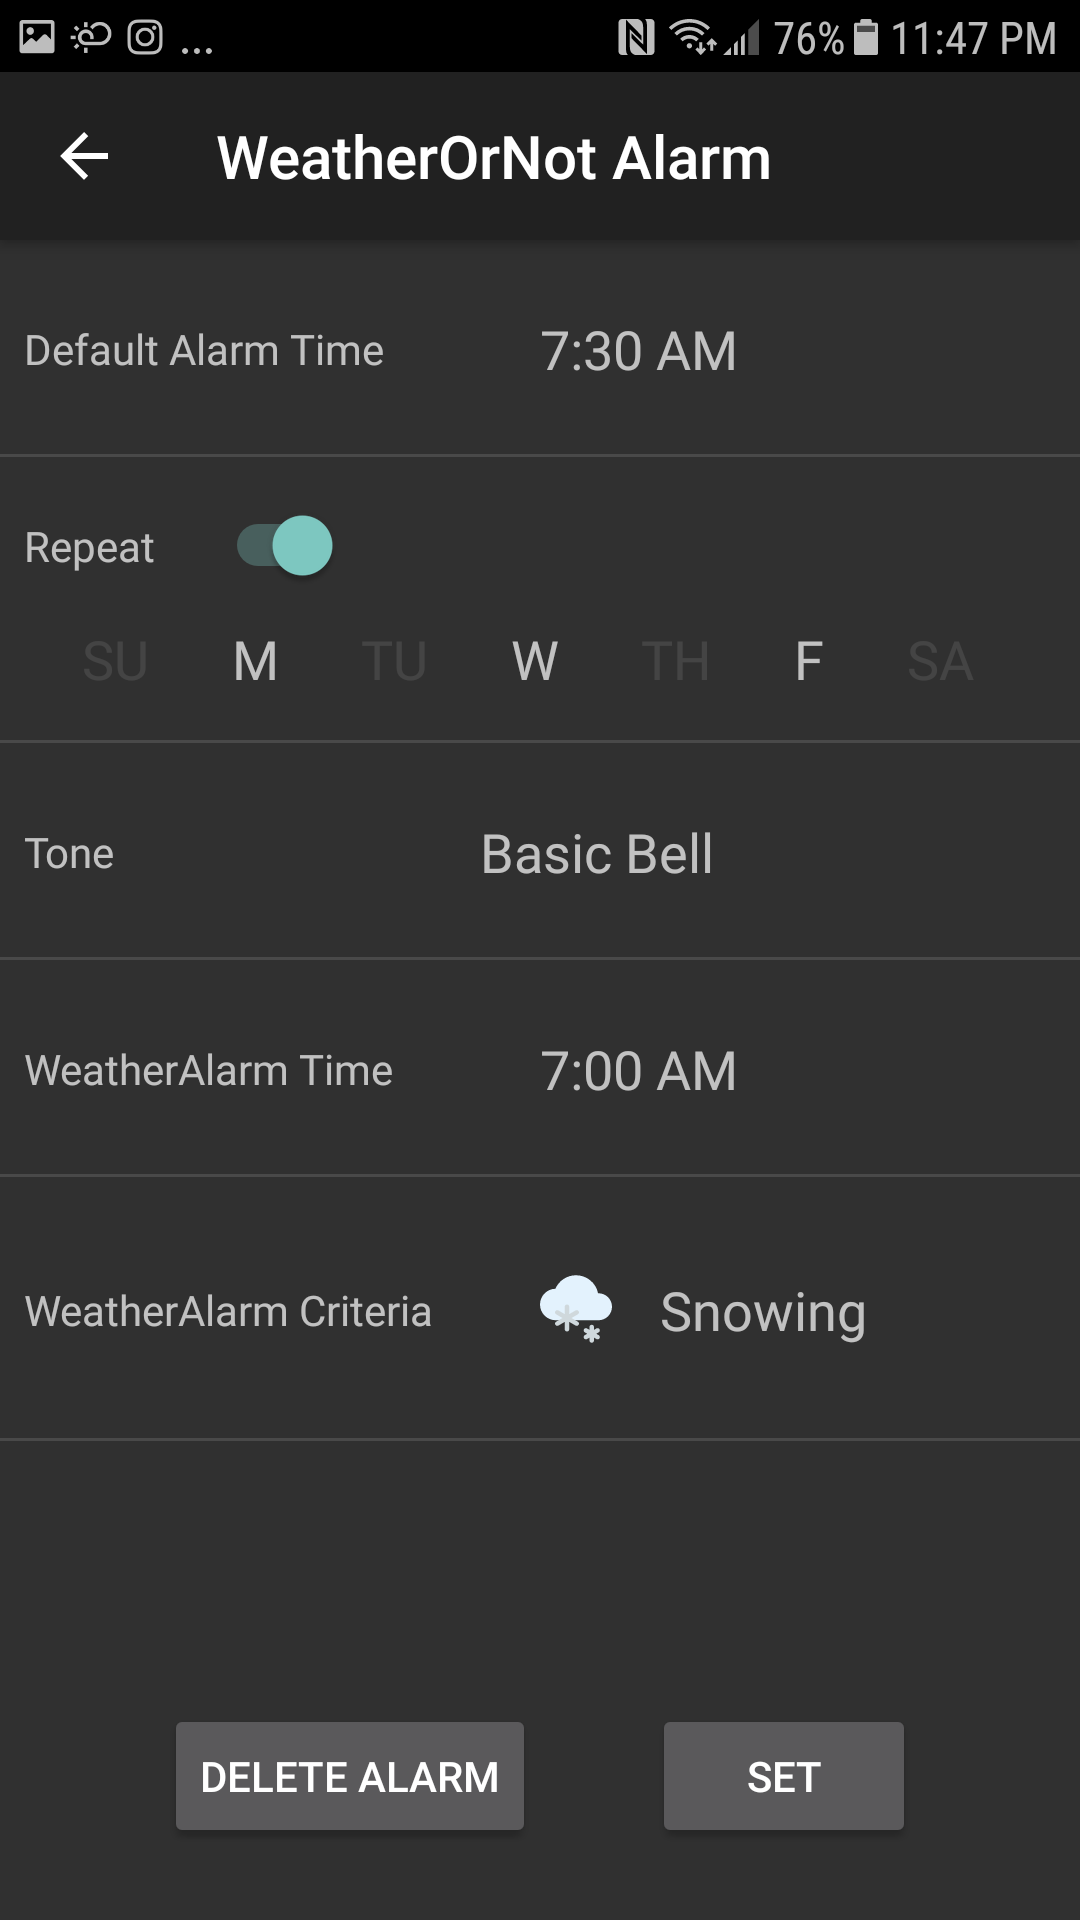 ... 76% 11:47 PM
WeatherOrNot Alarm
Default Alarm Time 7:30 AM
Repeat
SU M TU W TH F SA
Tone Basic Bell
WeatherAlarm Time 7:00 AM
WeatherAlarm Criteria Snowing
DELETE ALARM SET